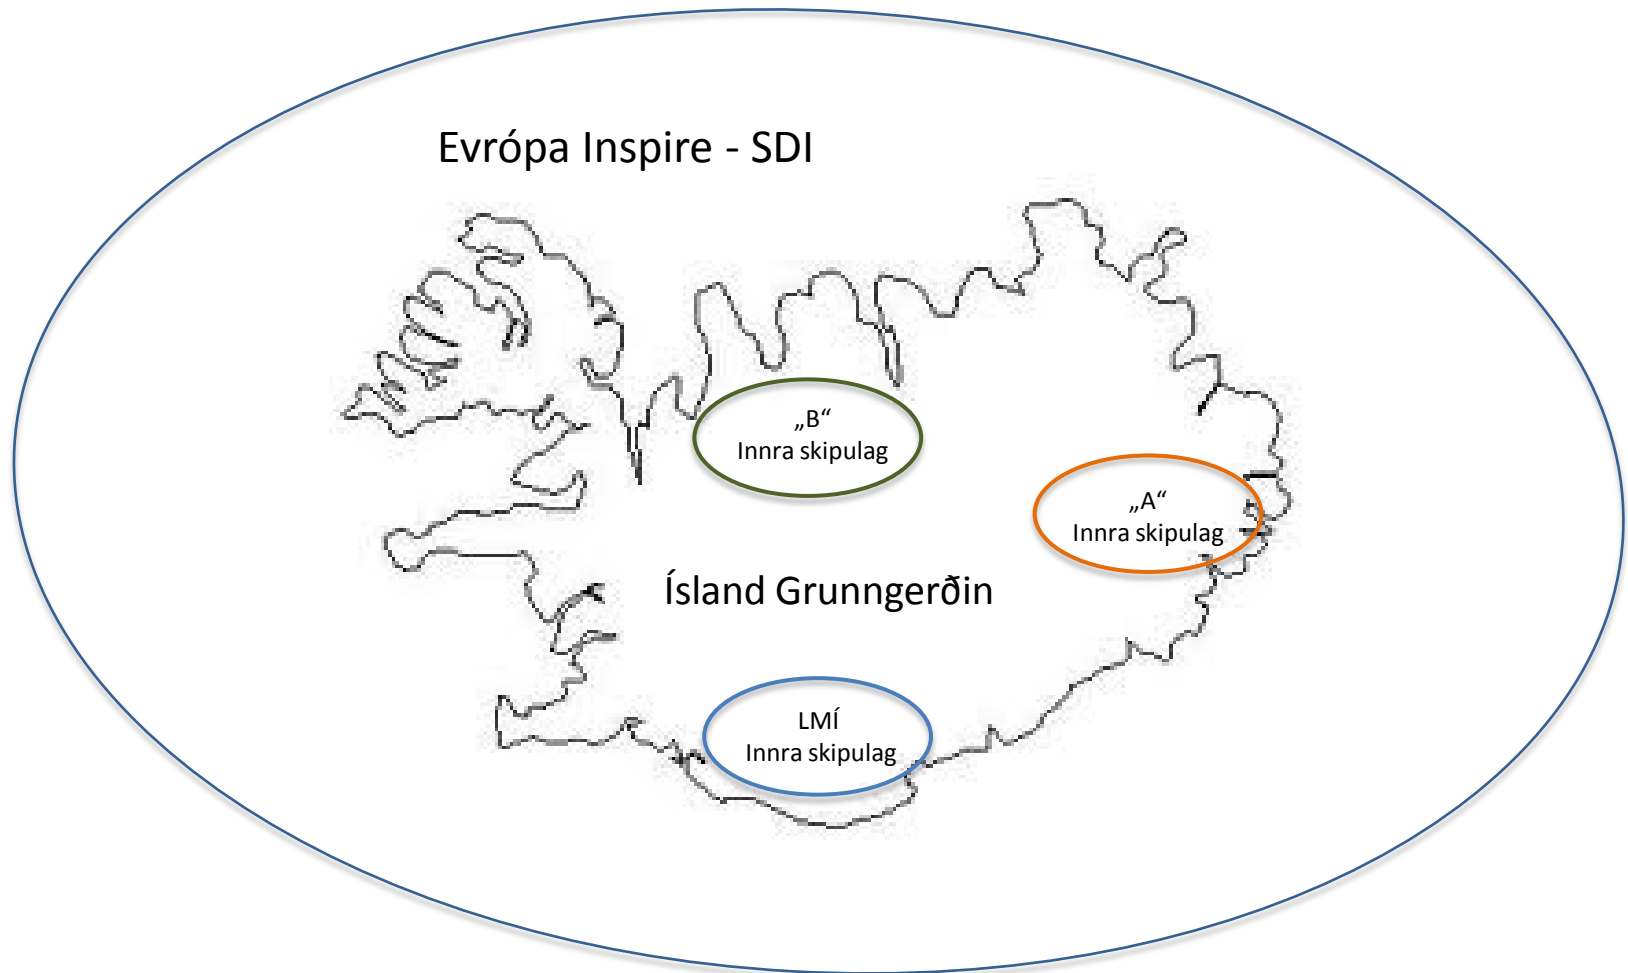 Evrópa Inspire - SDI
„B“
Innra skipulag
„A“
Innra skipulag
Ísland Grunngerðin
LMÍ
Innra skipulag